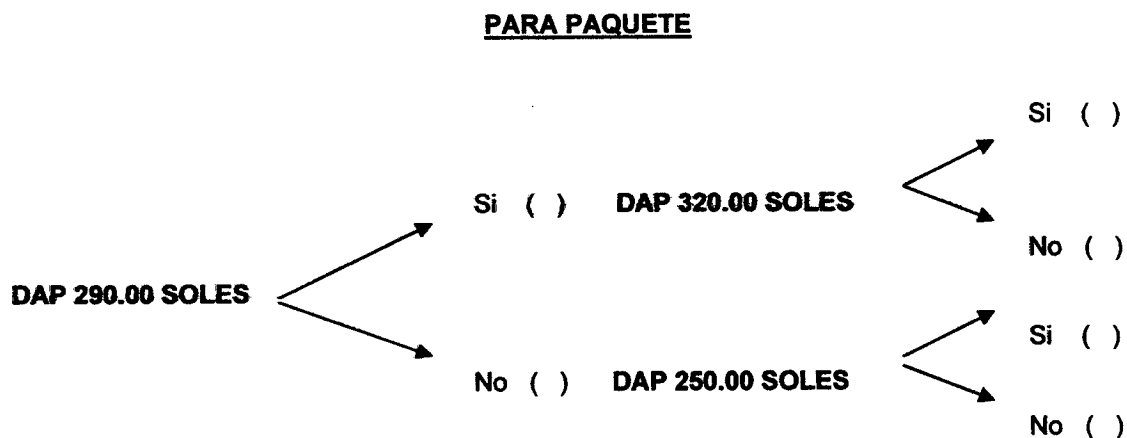 PARA PAQUETE
Si ( )
Si ( ) DAP 320.00 SOLES
No ( )
DAP 290.00 SOLES
Si ( )
No ( ) DAP 250.00 SOLES
No ( )